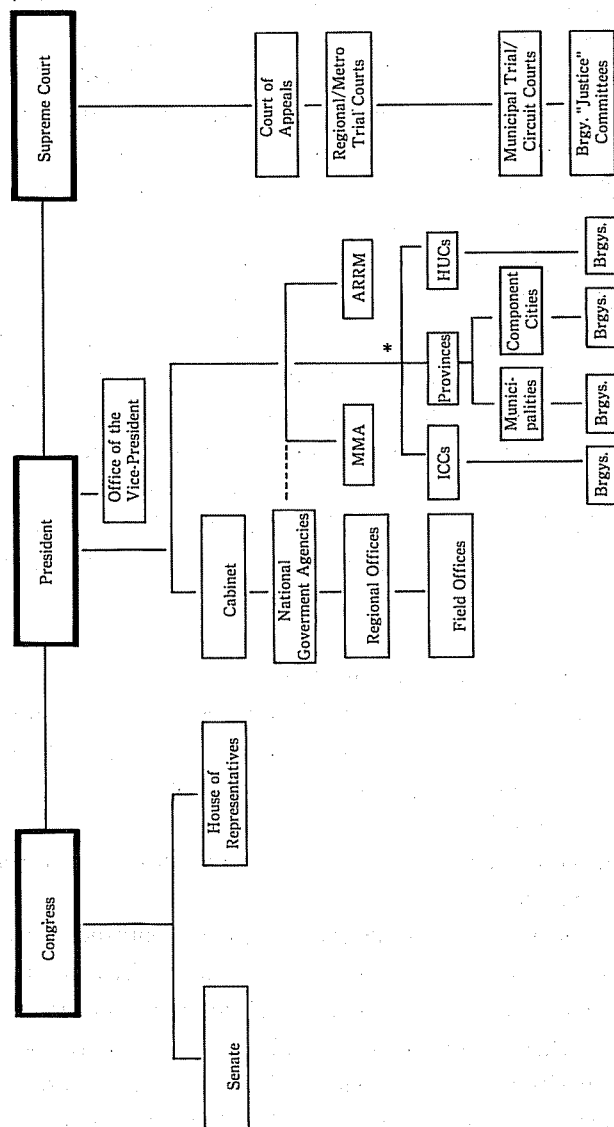 Congress
President
Supreme Court
Office of the
Vice-President
Senate
House of
Representatives
Cabinet
National
Goverment Agencies
Regional Offices
Field Offices
MMA
ARRM
*
ICCs
Provinces
HUCs
Munici-
palities
Component
Cities
Brgys.
Brgys.
Brgys.
Brgys.
Court of
Appeals
Regional/Metro
Trial Courts
Municipal Trial/
Circuit Courts
Brgy. "Justice"
Committees